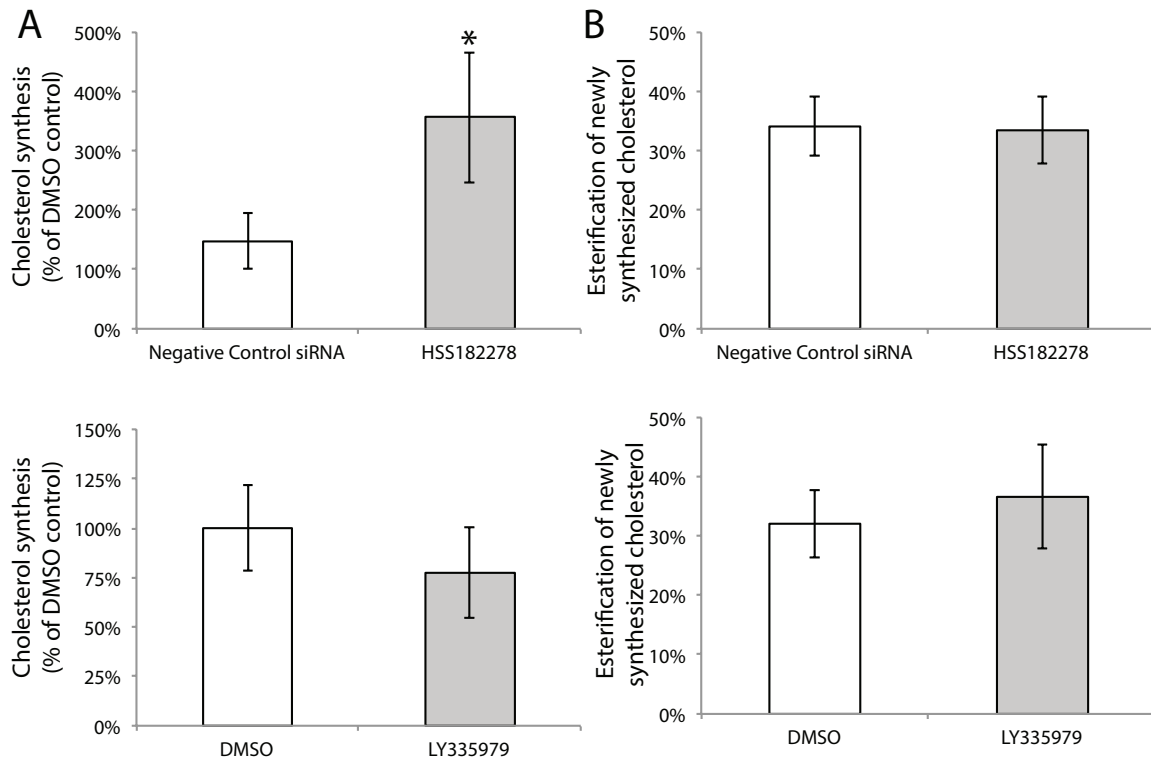 A
Cholesterol synthesis
(% of DMSO control)
500%
400%
300%
200%
100%
0%
*
Negative Control siRNA
HSS182278
B
Esterification of newly
synthesized cholesterol
50%
40%
30%
20%
10%
0%
Negative Control siRNA
HSS182278
Cholesterol synthesis
(% of DMSO control)
150%
125%
100%
75%
50%
25%
0%
DMSO
LY335979
Esterification of newly
synthesized cholesterol
50%
40%
30%
20%
10%
0%
DMSO
LY335979